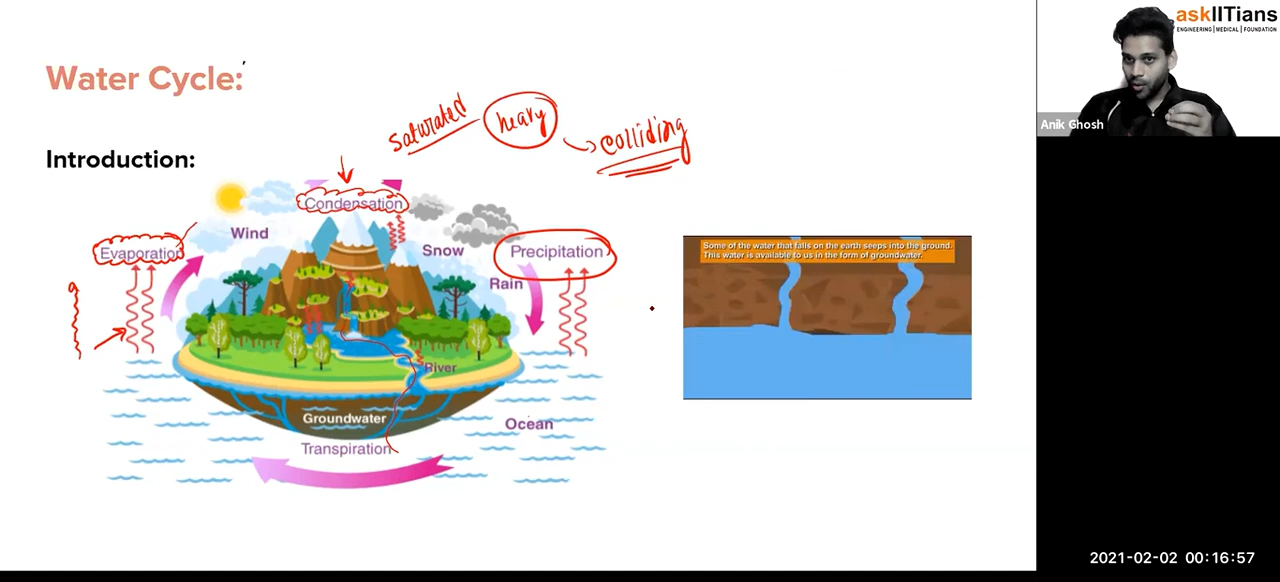 askIITians
ENGINEERING | MEDICAL | FOUNDATION
Water Cycle:
saturated
heavy
colliding
Anik Ghosh
Introduction:
Condensation
Wind
Evaporation
Snow
Precipitation
Some of the water that falls on the earth seeps into the ground.
This water is available to us in the form of groundwater.
Rain
River
Groundwater
Ocean
Transpiration
2021-02-02 00:16:57